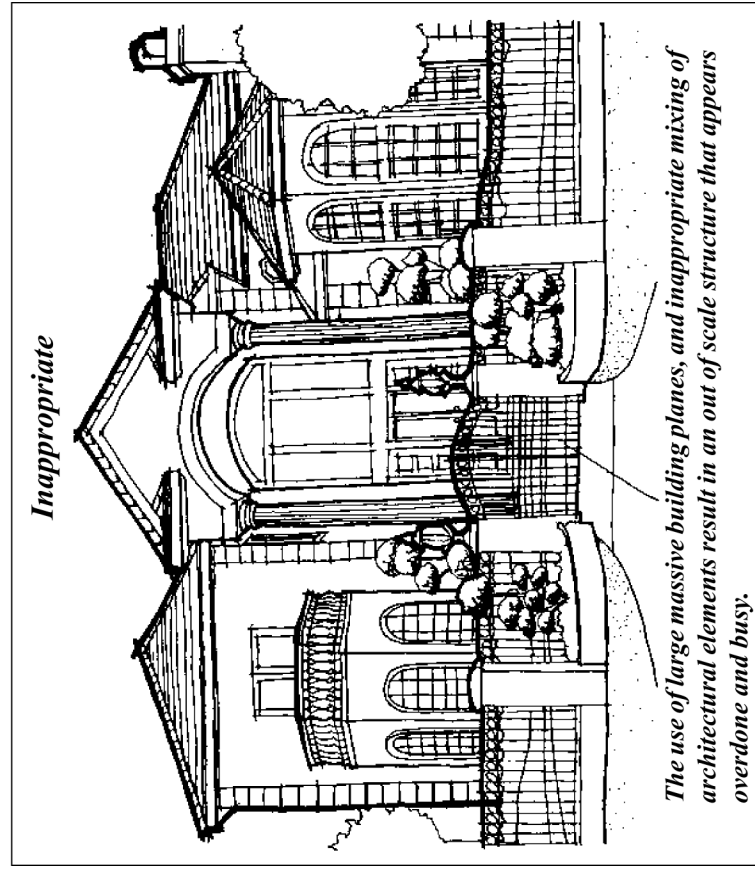 Inappropriate
The use of large massive building planes, and inappropriate mixing of
architectural elements result in an out of scale structure that appears
overdone and busy.